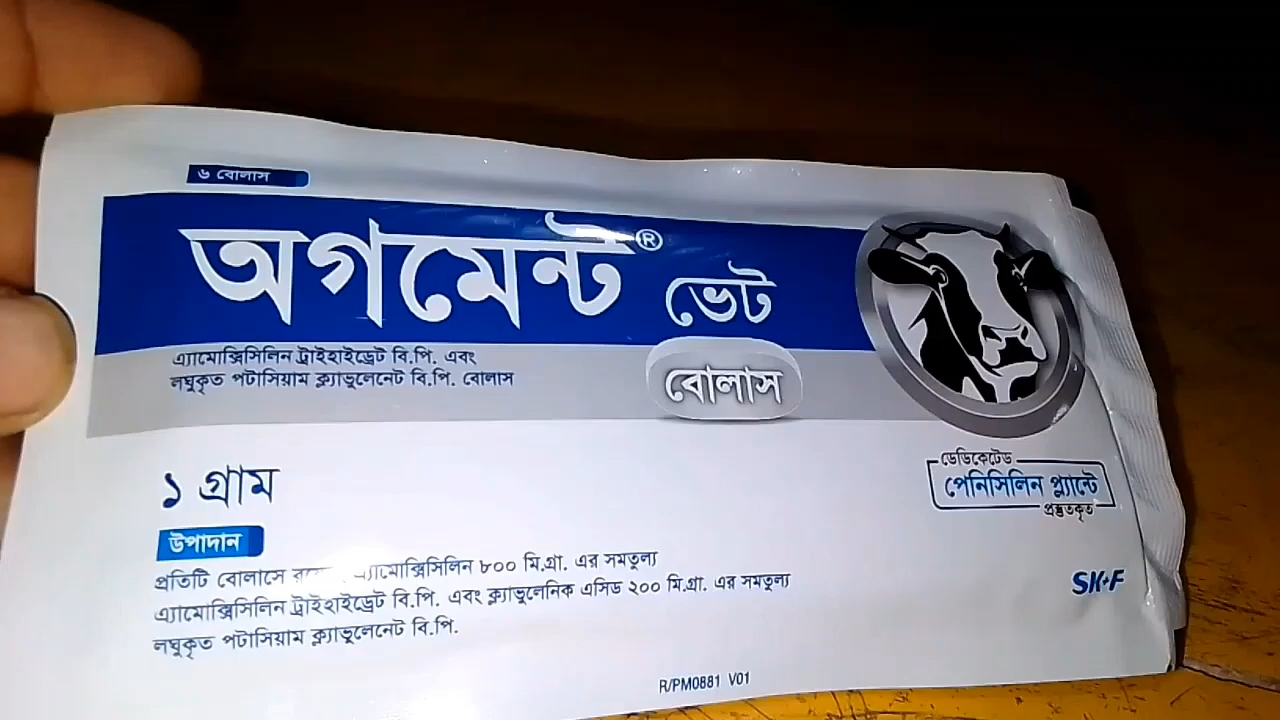 ৬ বোলাস
অগমেন্ট® ভেট
এ্যামোক্সিসিলিন ট্রাইহাইড্রেট বি.পি. এবং
লঘুকৃত পটাসিয়াম ক্ল্যাভুলেনেট বি.পি. বোলাস
বোলাস
১ গ্রাম
ডেডিকেটেড
পেনিসিলিন প্ল্যান্টে
প্রস্তুতকৃত
উপাদান
প্রতিটি বোলাসে এ্যামোক্সিসিলিন ৮০০ মি.গ্রা. এর সমতুল্য
এ্যামোক্সিসিলিন ট্রাইহাইড্রেট বি.পি. এবং ক্ল্যাভুলেনিক এসিড ২০০ মি.গ্রা. এর সমতুল্য
লঘুকৃত পটাসিয়াম ক্ল্যাভুলেনেট বি.পি.
SK+F
R/PM0881 V01